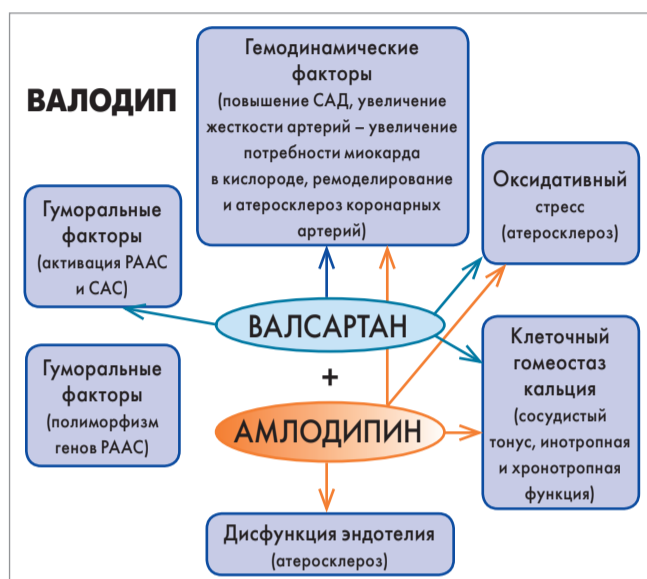 ВАЛОДИП
Гемодинамические
факторы
(повышение САД, увеличение
жесткости артерий – увеличение
потребности миокарда
в кислороде, ремоделирование
и атеросклероз коронарных
артерий)
Оксидативный
стресс
(атеросклероз)
Гуморальные
факторы
(активация РААС
и САС)
ВАЛСАРТАН
Гуморальные
факторы
(полиморфизм
генов РААС)
+
Клеточный
гомеостаз
кальция
(сосудистый
тонус, инотропная
и хронотропная
функция)
АМЛОДИПИН
Дисфункция эндотелия
(атеросклероз)